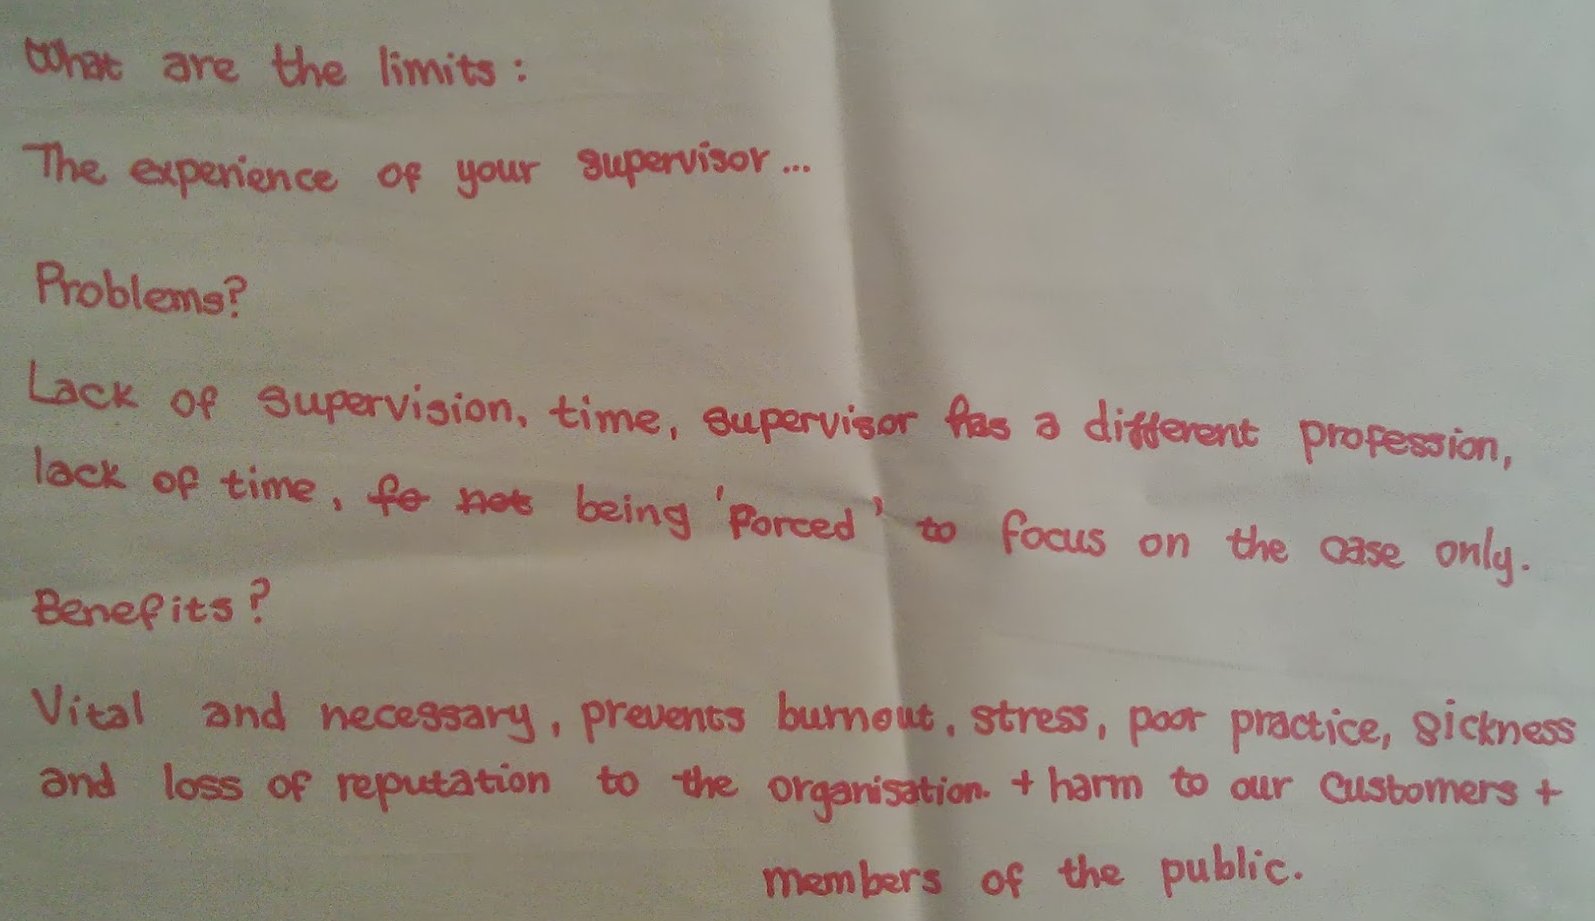 What are the limits :
The experience of your supervisor ...
Problems?
Lack of supervision, time, supervisor has a different profession,
lack of time, fo not being 'forced' to focus on the case only.
Benefits?
Vital and necessary, prevents burnout, stress, poor practice, sickness
and loss of reputation to the organisation. + harm to our customers +
members of the public.